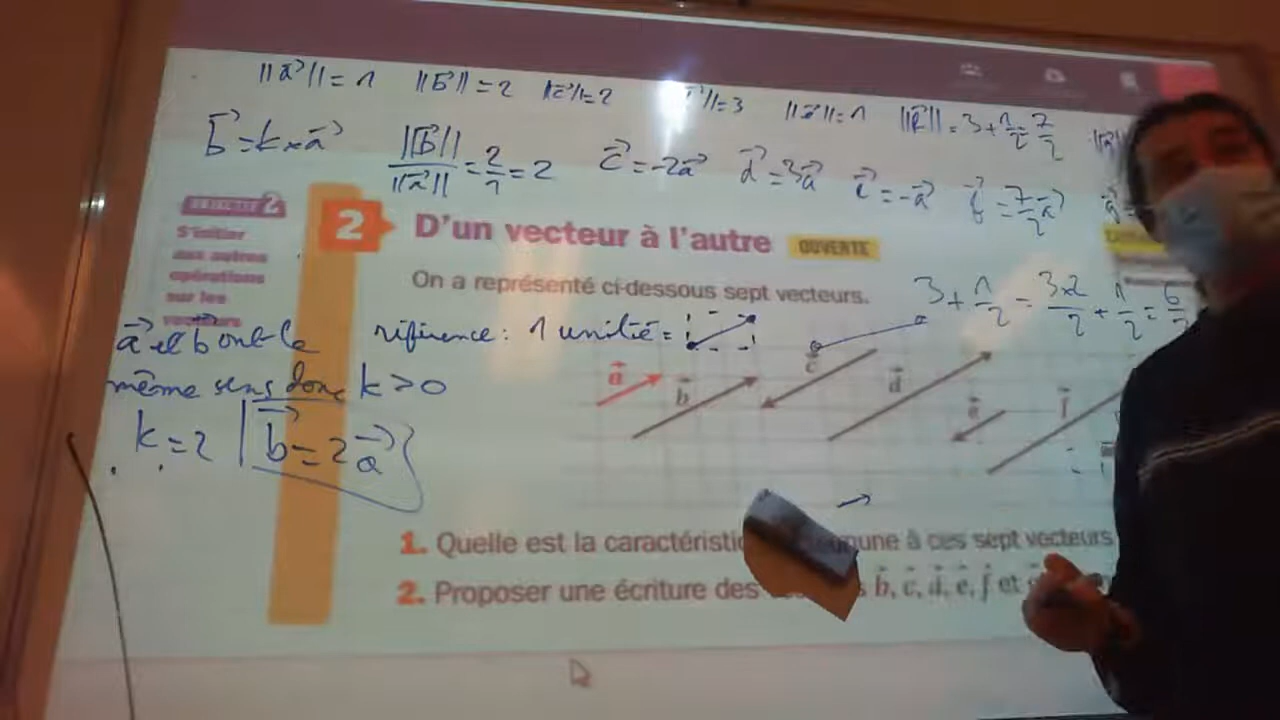 ||a⃗|| = 1 ||b⃗|| = 2 ||c⃗|| = 2 ||=3 ||e⃗|| = 1 ||f⃗|| = 3 + 1/2 = 7/2
b⃗ = k × a⃗ ||b⃗||/||a⃗|| = 2/1 = 2 c⃗ = -2a⃗ d⃗ = 3a⃗ e⃗ = -a⃗ f⃗ = 7/2 a⃗
OBJECTIF 2
S'initier
aux autres
opérations
sur les
vecteurs
2 D'un vecteur à l'autre OUVERTE
On a représenté ci-dessous sept vecteurs.
3 + 1/2 = 3×2/2 + 1/2 = 6/
référence : 1 unité =
a⃗ et b⃗ ont le
même sens donc k > 0
k = 2 | b⃗ = 2a⃗
a⃗ b⃗ c⃗ d⃗ e⃗ f⃗
1. Quelle est la mune à ces sept vecteurs
2. Proposer une écriture des b⃗, c⃗, d⃗, e⃗, f⃗ et